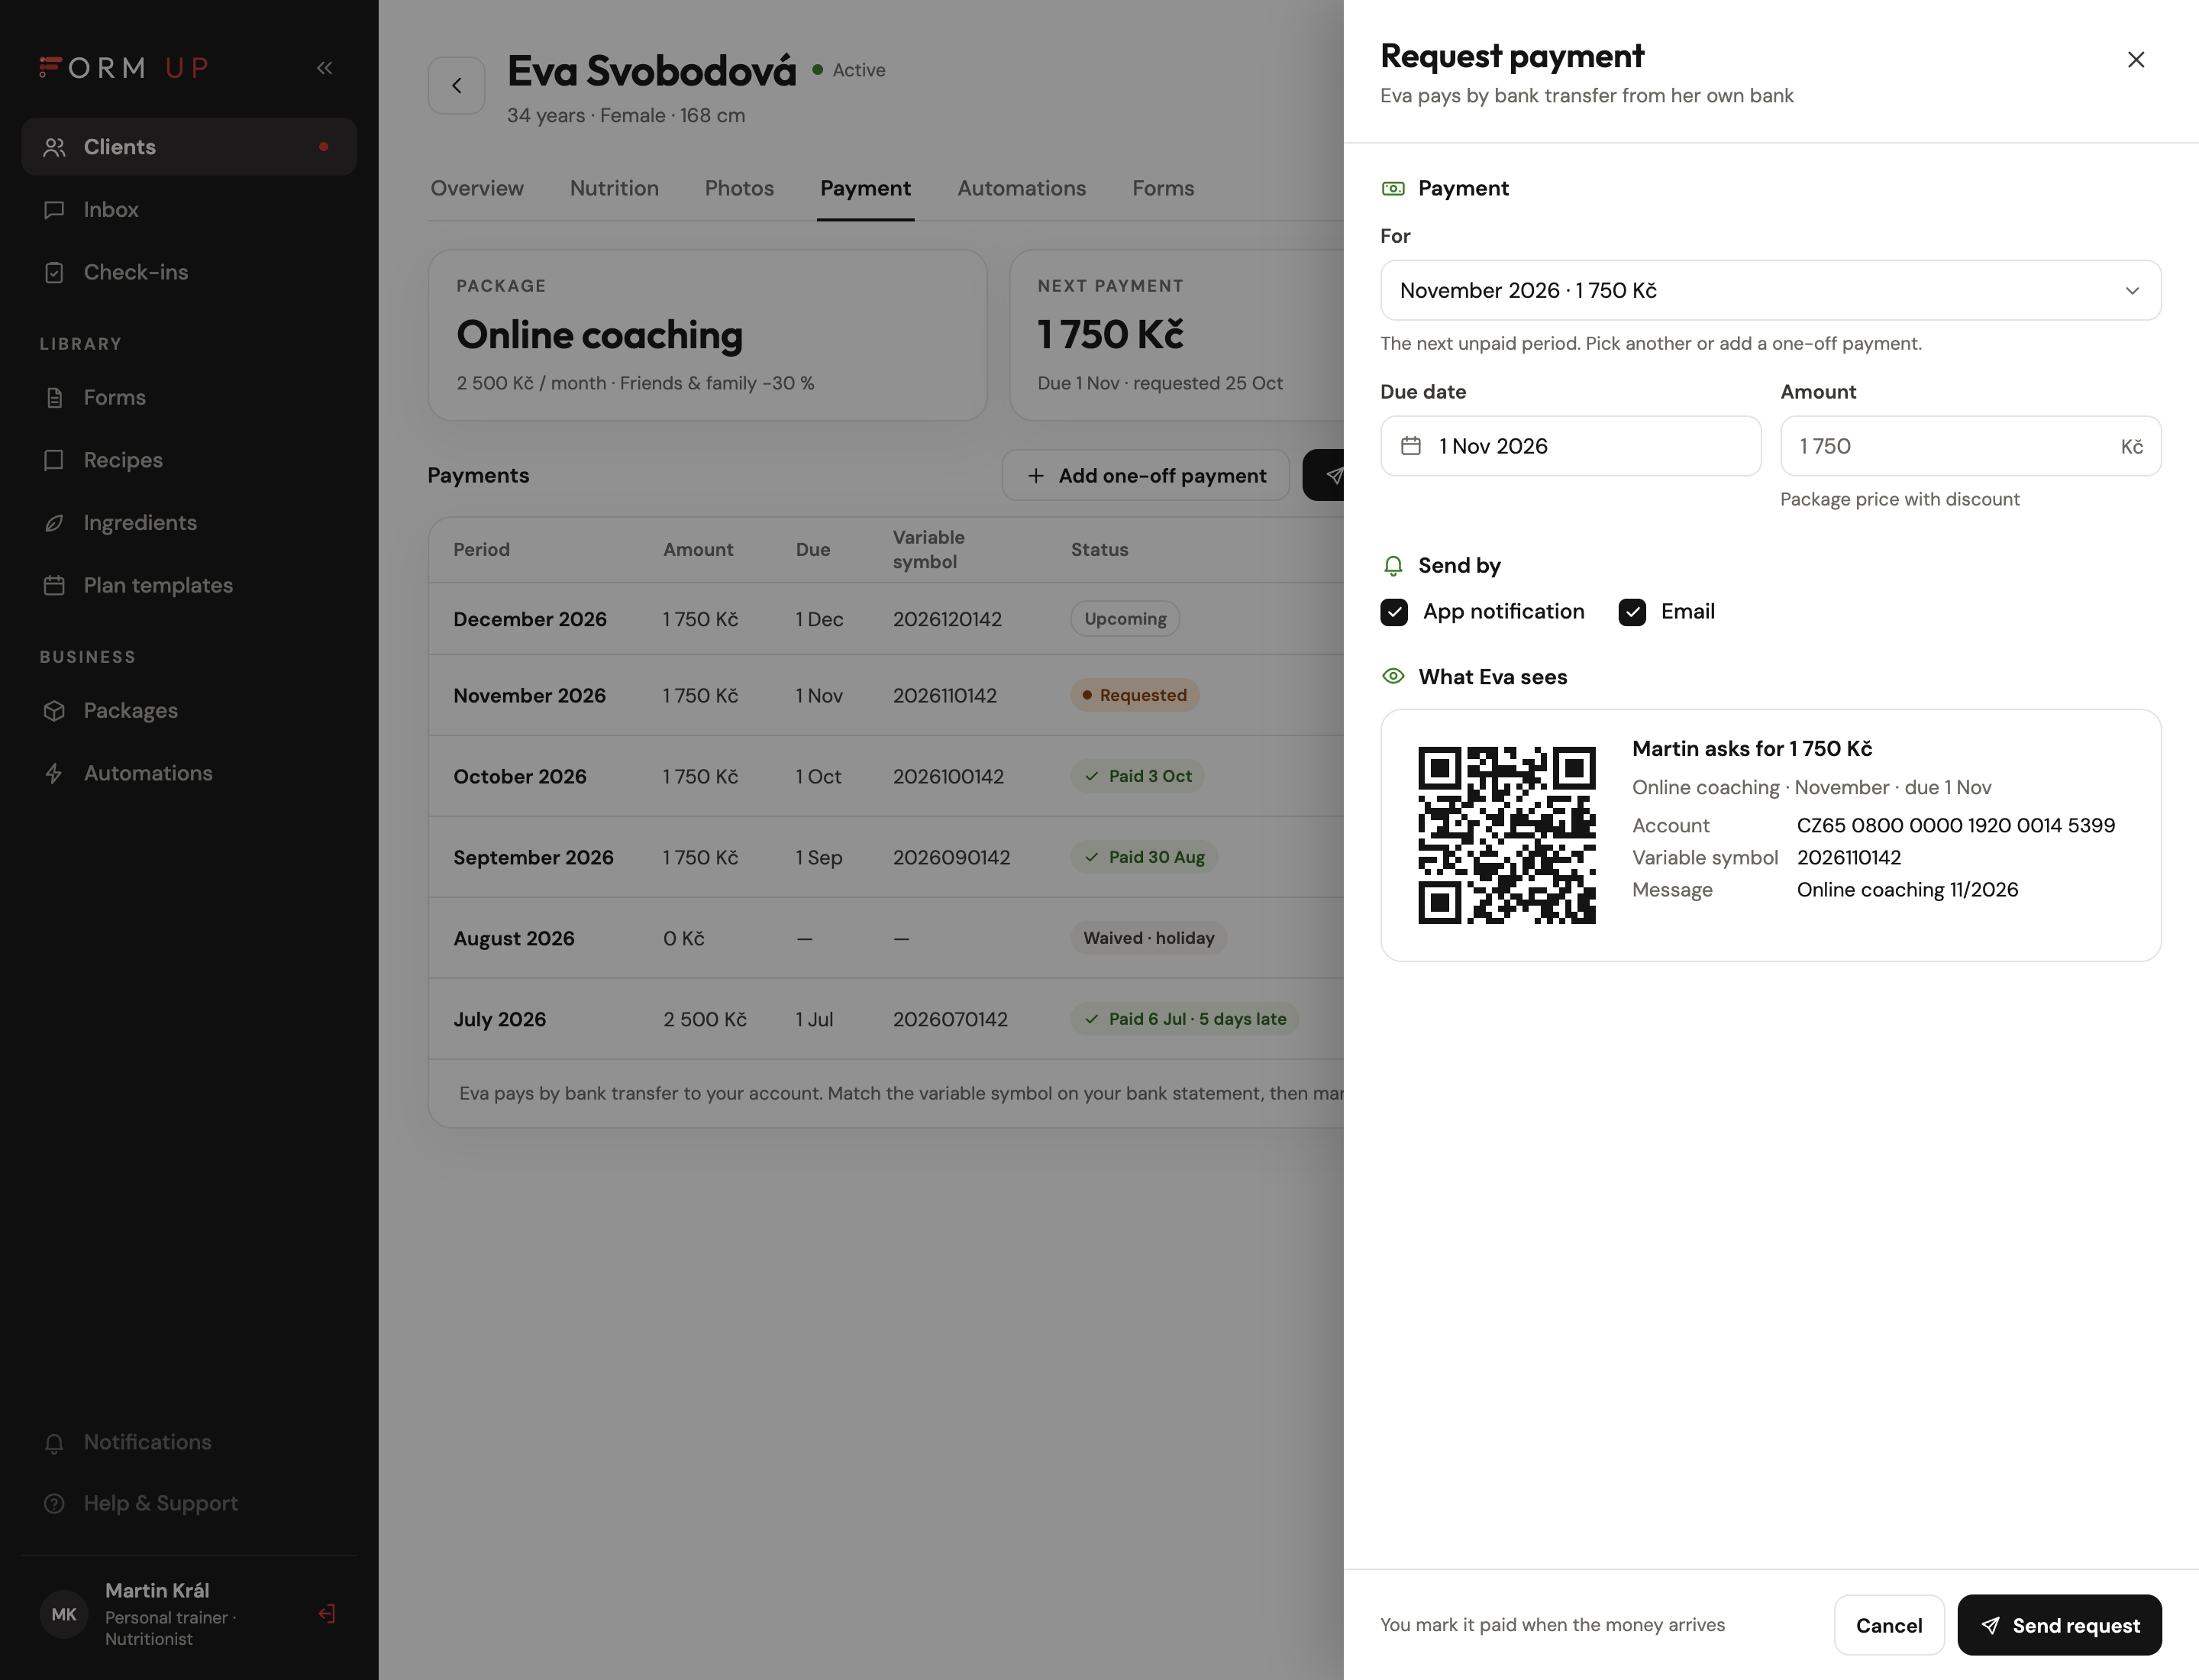 FORM UP
Clients
Inbox
Check-ins
LIBRARY
Forms
Recipes
Ingredients
Plan templates
BUSINESS
Packages
Automations
Notifications
Help & Support
MK
Martin Král
Personal trainer ·
Nutritionist
Eva Svobodová
Active
34 years · Female · 168 cm
Overview
Nutrition
Photos
Payment
Automations
Forms
PACKAGE
Online coaching
2 500 Kč / month · Friends & family -30 %
NEXT PAYMENT
1 750 Kč
Due 1 Nov · requested 25 Oct
Payments
Add one-off payment
Period Amount Due Variable symbol Status
December 2026 1 750 Kč 1 Dec 2026120142 Upcoming
November 2026 1 750 Kč 1 Nov 2026110142 Requested
October 2026 1 750 Kč 1 Oct 2026100142 Paid 3 Oct
September 2026 1 750 Kč 1 Sep 2026090142 Paid 30 Aug
August 2026 0 Kč — — Waived · holiday
July 2026 2 500 Kč 1 Jul 2026070142 Paid 6 Jul · 5 days late
Eva pays by bank transfer to your account. Match the variable symbol on your bank statement, then
Request payment
Eva pays by bank transfer from her own bank
Payment
For
November 2026 · 1 750 Kč
The next unpaid period. Pick another or add a one-off payment.
Due date
1 Nov 2026
Amount
1 750 Kč
Package price with discount
Send by
App notification
Email
What Eva sees
Martin asks for 1 750 Kč
Online coaching · November · due 1 Nov
Account CZ65 0800 0000 1920 0014 5399
Variable symbol 2026110142
Message Online coaching 11/2026
You mark it paid when the money arrives
Cancel
Send request